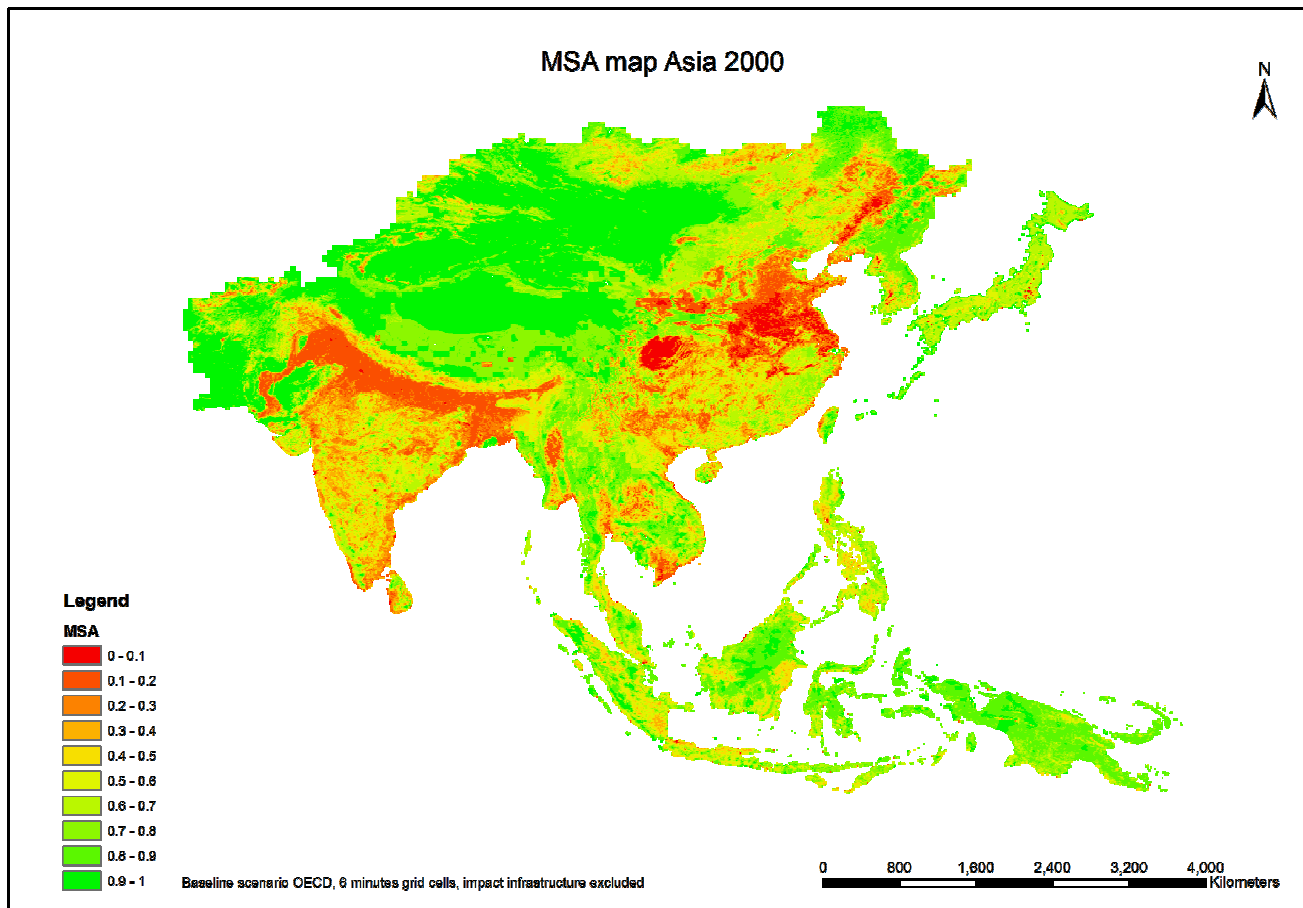 MSA map Asia 2000
N
Legend
MSA
0 - 0.1
0.1 - 0.2
0.2 - 0.3
0.3 - 0.4
0.4 - 0.5
0.5 - 0.6
0.6 - 0.7
0.7 - 0.8
0.8 - 0.9
0.9 - 1
Baseline scenario OECD, 6 minutes grid cells, impact infrastructure excluded
0 800 1,600 2,400 3,200 4,000
Kilometers